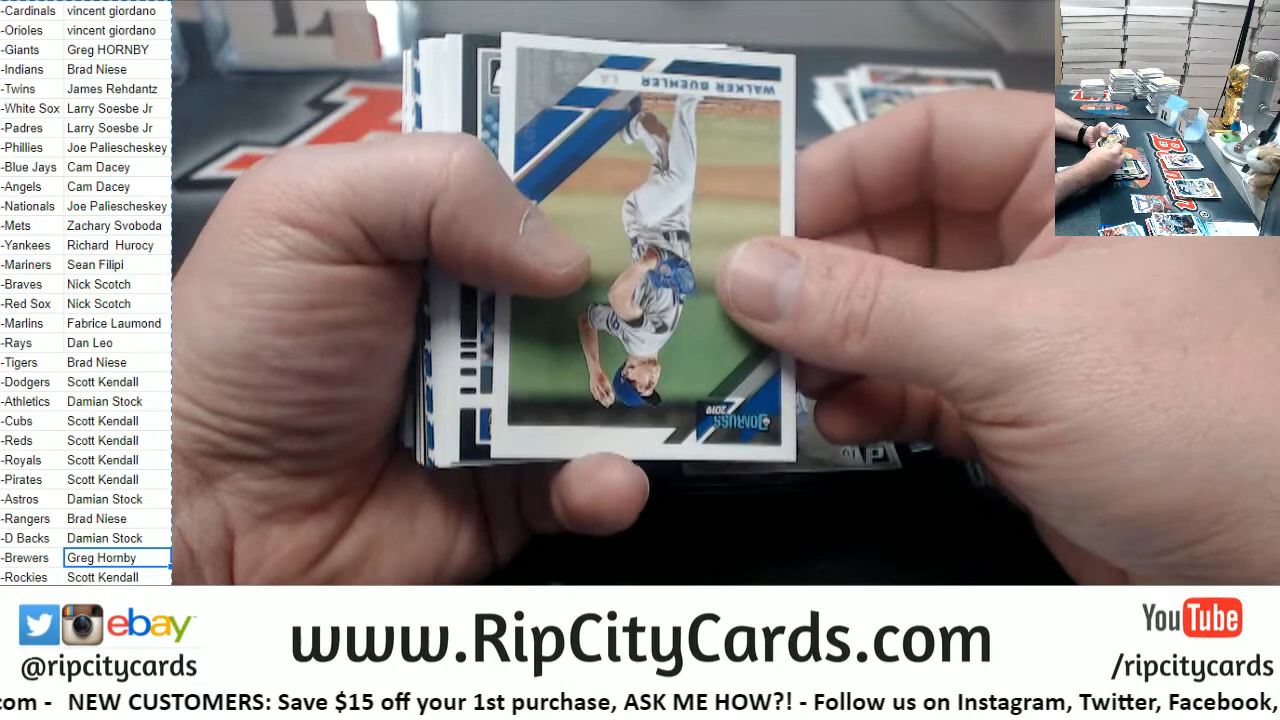 -Cardinals vincent giordano
-Orioles vincent giordano
-Giants Greg HORNBY
-Indians Brad Niese
-Twins James Rehdantz
-White Sox Larry Soesbe Jr
-Padres Larry Soesbe Jr
-Phillies Joe Paliescheskey
-Blue Jays Cam Dacey
-Angels Cam Dacey
-Nationals Joe Paliescheskey
-Mets Zachary Svoboda
-Yankees Richard Hurocy
-Mariners Sean Filipi
-Braves Nick Scotch
-Red Sox Nick Scotch
-Marlins Fabrice Laumond
-Rays Dan Leo
-Tigers Brad Niese
-Dodgers Scott Kendall
-Athletics Damian Stock
-Cubs Scott Kendall
-Reds Scott Kendall
-Royals Scott Kendall
-Pirates Scott Kendall
-Astros Damian Stock
-Rangers Brad Niese
-D Backs Damian Stock
-Brewers Greg Hornby
-Rockies Scott Kendall
WALKER BUEHLER LA
2019
DONRUSS
ebay
@ripcitycards
www.RipCityCards.com
YouTube
/ripcitycards
com - NEW CUSTOMERS: Save $15 off your 1st purchase, ASK ME HOW?! - Follow us on Instagram, Twitter, Facebook,